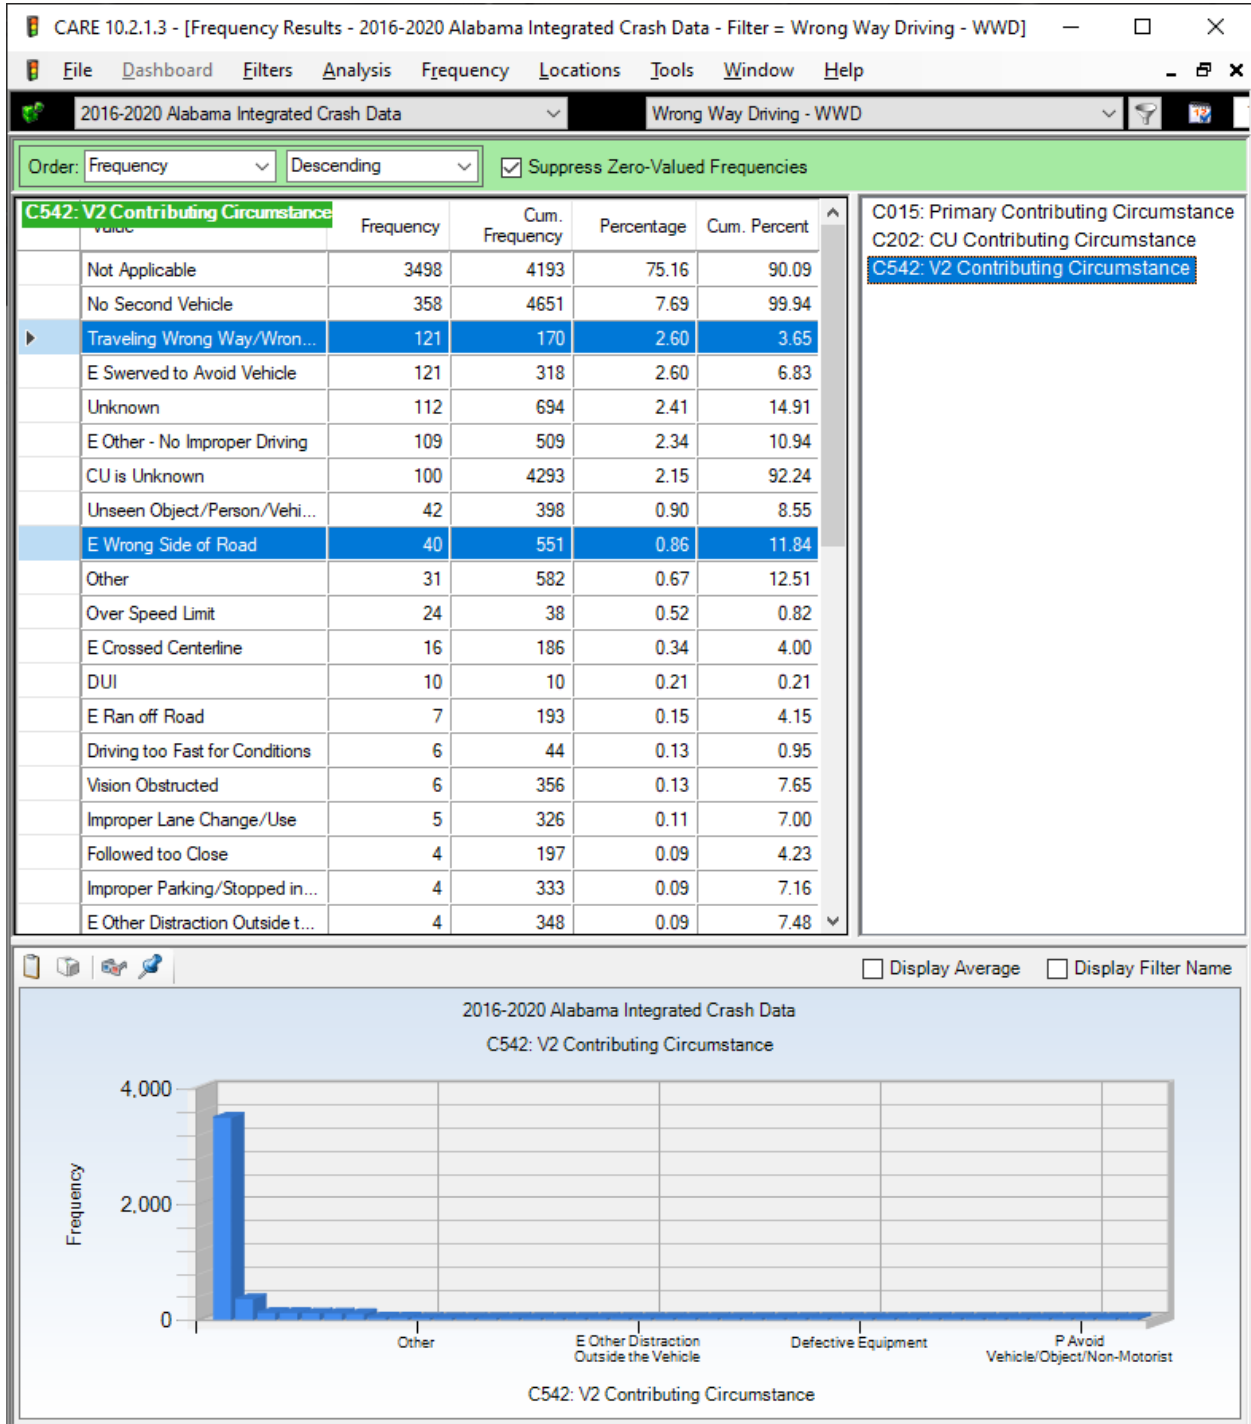 CARE 10.2.1.3 - [Frequency Results - 2016-2020 Alabama Integrated Crash Data - Filter = Wrong Way Driving - WWD]
File Dashboard Filters Analysis Frequency Locations Tools Window Help
2016-2020 Alabama Integrated Crash Data Wrong Way Driving - WWD
Order: Frequency Descending Suppress Zero-Valued Frequencies
C542: V2 Contributing Circumstance
Value Frequency Cum. Frequency Percentage Cum. Percent
Not Applicable 3498 4193 75.16 90.09
No Second Vehicle 358 4651 7.69 99.94
Traveling Wrong Way/Wron... 121 170 2.60 3.65
E Swerved to Avoid Vehicle 121 318 2.60 6.83
Unknown 112 694 2.41 14.91
E Other - No Improper Driving 109 509 2.34 10.94
CU is Unknown 100 4293 2.15 92.24
Unseen Object/Person/Vehi... 42 398 0.90 8.55
E Wrong Side of Road 40 551 0.86 11.84
Other 31 582 0.67 12.51
Over Speed Limit 24 38 0.52 0.82
E Crossed Centerline 16 186 0.34 4.00
DUI 10 10 0.21 0.21
E Ran off Road 7 193 0.15 4.15
Driving too Fast for Conditions 6 44 0.13 0.95
Vision Obstructed 6 356 0.13 7.65
Improper Lane Change/Use 5 326 0.11 7.00
Followed too Close 4 197 0.09 4.23
Improper Parking/Stopped in... 4 333 0.09 7.16
E Other Distraction Outside t... 4 348 0.09 7.48
C015: Primary Contributing Circumstance
C202: CU Contributing Circumstance
C542: V2 Contributing Circumstance
Display Average Display Filter Name
2016-2020 Alabama Integrated Crash Data
C542: V2 Contributing Circumstance
4,000
2,000
0
Frequency
Other
E Other Distraction
Outside the Vehicle
Defective Equipment
P Avoid
Vehicle/Object/Non-Motorist
C542: V2 Contributing Circumstance